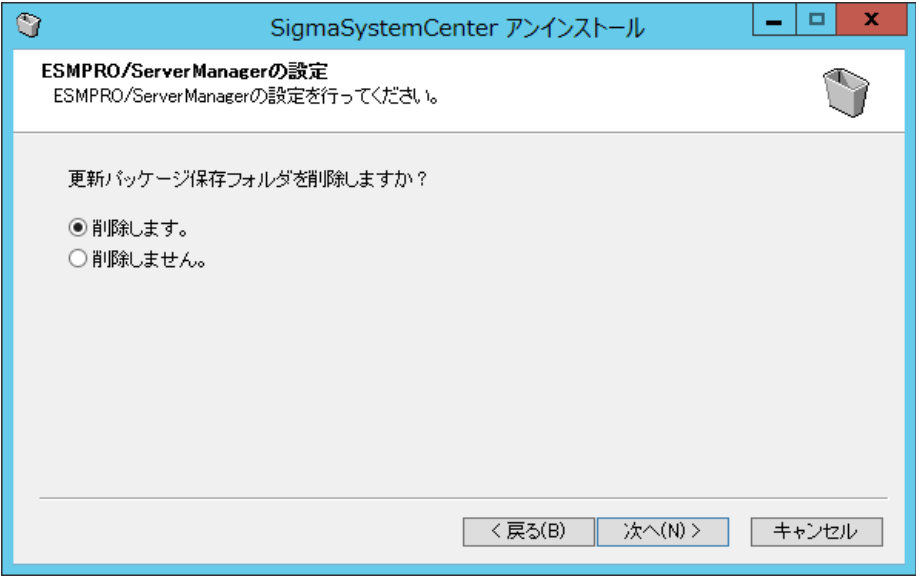 SigmaSystemCenter アンインストール
ESMPRO/ServerManagerの設定
ESMPRO/ServerManagerの設定を行ってください。
更新パッケージ保存フォルダを削除しますか？
削除します。
削除しません。
< 戻る(B) 次へ(N) > キャンセル